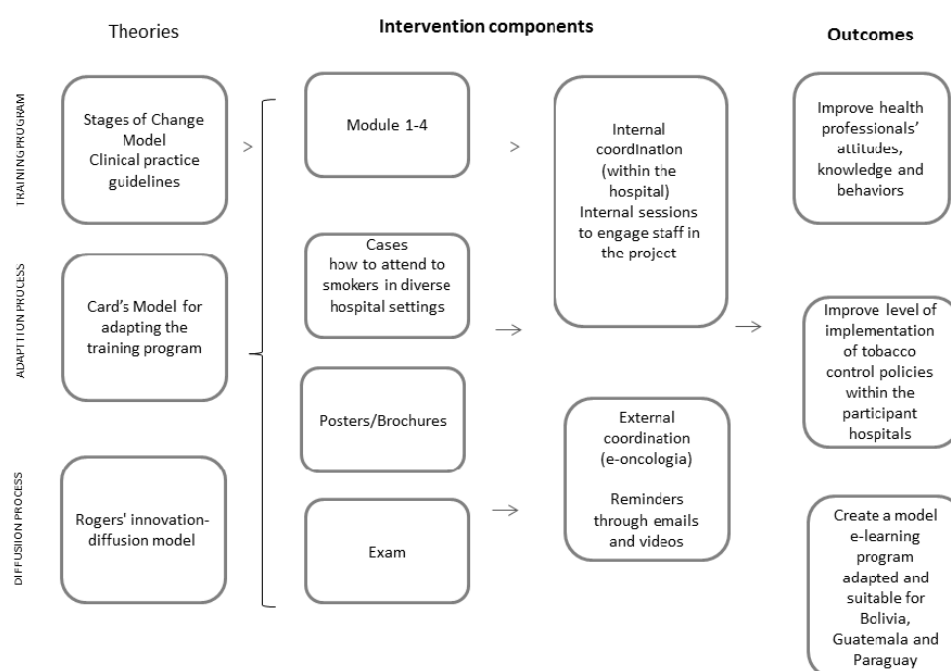 Theories
Intervention components
Outcomes
TRAINING PROGRAM
Stages of Change
Model
Clinical practice
guidelines
>
Module 1-4
>
Internal
coordination
(within the
hospital)
Internal sessions
to engage staff in
the project
Improve health
professionals'
attitudes,
knowledge and
behaviors
ADAPTION PROCESS
Card's Model for
adapting the
training program
Cases
how to attend to
smokers in diverse
hospital settings
Improve level of
implementation
of tobacco
control policies
within the
participant
hospitals
Posters/Brochures
External
coordination
(e-oncologia)
Reminders
through emails
and videos
DIFFUSION PROCESS
Rogers' innovation-
diffusion model
Exam
Create a model
e-learning
program
adapted and
suitable for
Bolivia,
Guatemala and
Paraguay